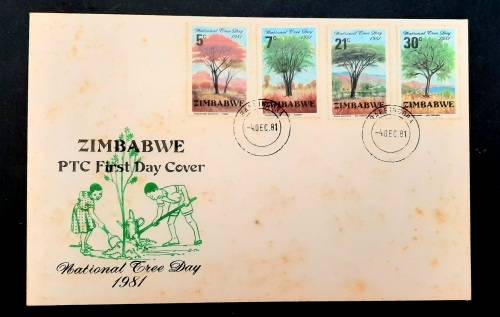 National Tree Day
1981
5c
ZIMBABWE
National Tree Day
1981
7c
ZIMBABWE
National Tree Day
1981
21c
ZIMBABWE
National Tree Day
1981
30c
ZIMBABWE
-4 DEC. 81
-4 DEC. 81
ZIMBABWE
PTC First Day Cover
National Tree Day
1981